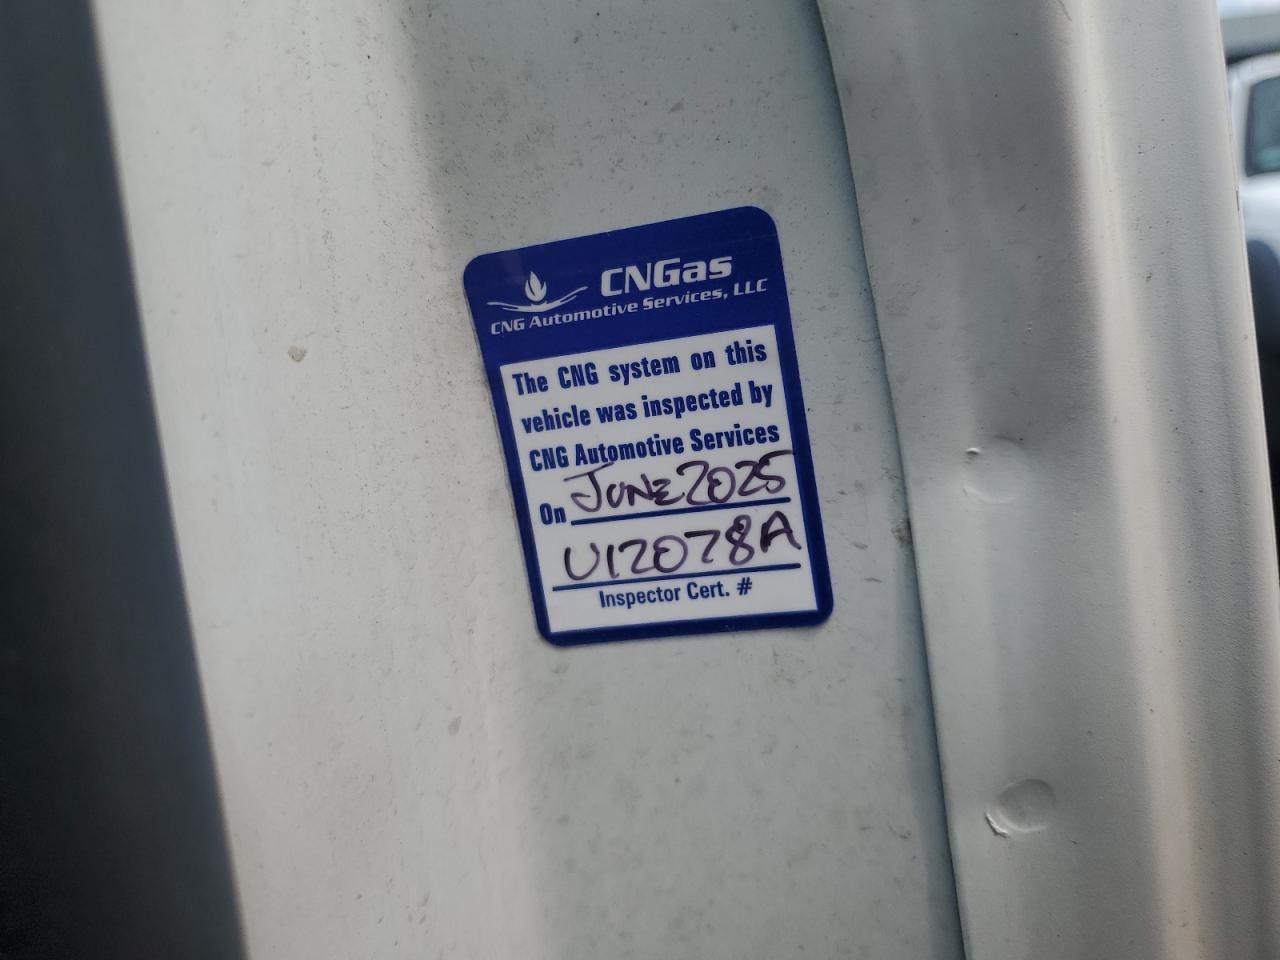 CNGas
CNG Automotive Services, LLC
The CNG system on this
vehicle was inspected by
CNG Automotive Services
On JUNE 2025
U12078A
Inspector Cert. #